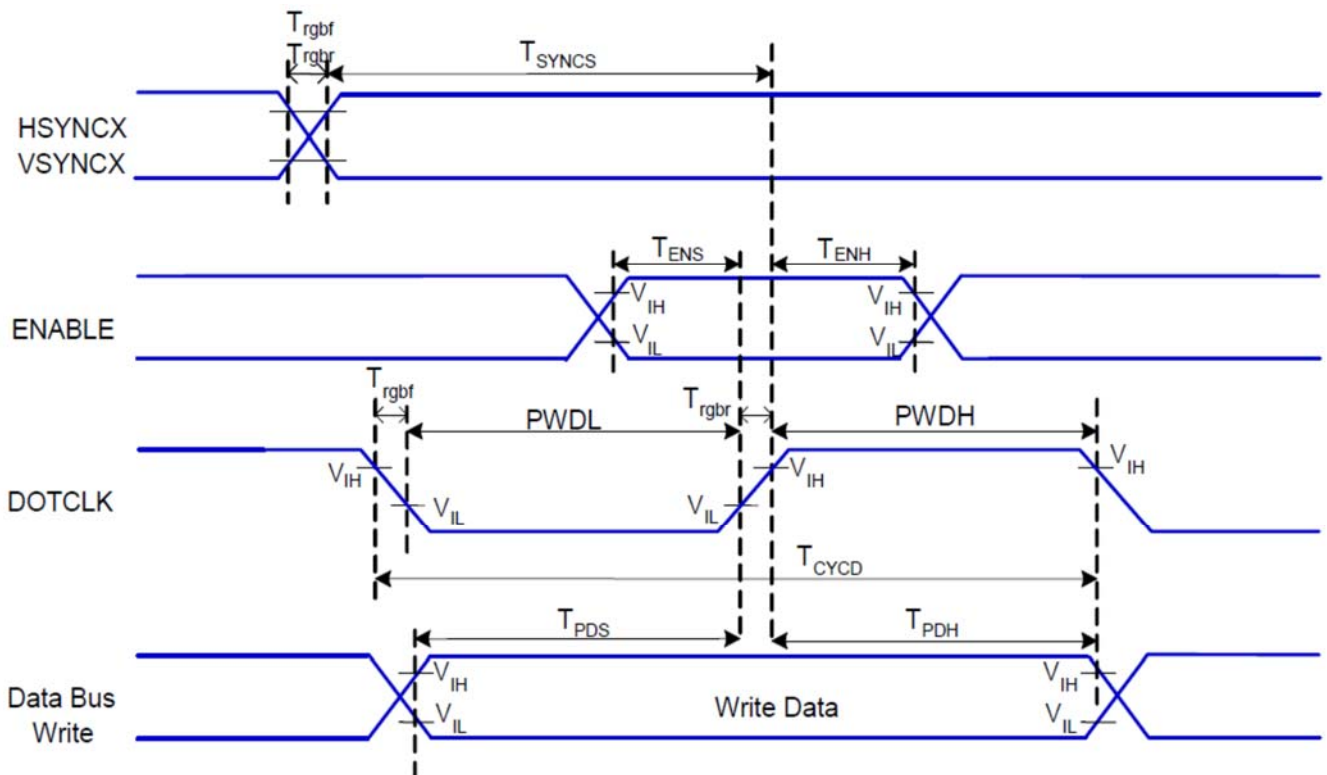 Trgbf
Trgbr
TSYNCS
HSYNCX
VSYNCX
TENS
TENH
VIH
VIH
VIL
VIL
ENABLE
Trgbf
PWDL
Trgbr
PWDH
VIH
VIH
VIH
DOTCLK
VIL
VIL
TCYCD
TPDS
TPDH
VIH
VIH
Data Bus
Write
Write Data
VIL
VIL